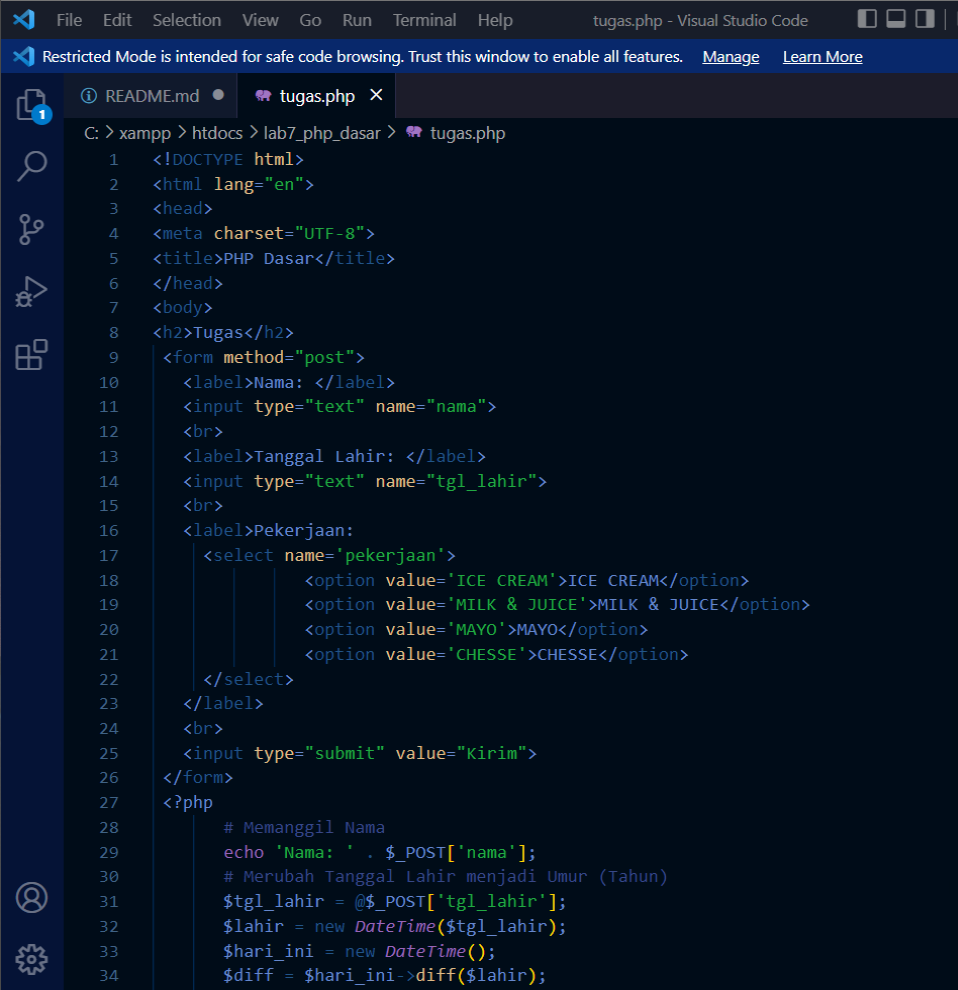 File Edit Selection View Go Run Terminal Help tugas.php - Visual Studio Code
Restricted Mode is intended for safe code browsing. Trust this window to enable all features. Manage Learn More
README.md tugas.php
1
C: > xampp > htdocs > lab7_php_dasar > tugas.php
1 <!DOCTYPE html>
2 <html lang="en">
3 <head>
4 <meta charset="UTF-8">
5 <title>PHP Dasar</title>
6 </head>
7 <body>
8 <h2>Tugas</h2>
9 <form method="post">
10 <label>Nama: </label>
11 <input type="text" name="nama">
12 <br>
13 <label>Tanggal Lahir: </label>
14 <input type="text" name="tgl_lahir">
15 <br>
16 <label>Pekerjaan:
17 <select name='pekerjaan'>
18 <option value='ICE CREAM'>ICE CREAM</option>
19 <option value='MILK & JUICE'>MILK & JUICE</option>
20 <option value='MAYO'>MAYO</option>
21 <option value='CHESSE'>CHESSE</option>
22 </select>
23 </label>
24 <br>
25 <input type="submit" value="Kirim">
26 </form>
27 <?php
28 # Memanggil Nama
29 echo 'Nama: ' . $_POST['nama'];
30 # Merubah Tanggal Lahir menjadi Umur (Tahun)
31 $tgl_lahir = @$_POST['tgl_lahir'];
32 $lahir = new DateTime($tgl_lahir);
33 $hari_ini = new DateTime();
34 $diff = $hari_ini->diff($lahir);